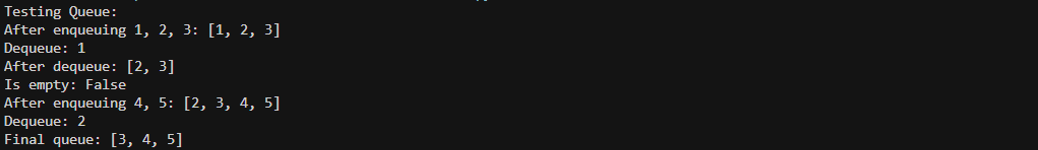 Testing Queue:
After enqueuing 1, 2, 3: [1, 2, 3]
Dequeue: 1
After dequeue: [2, 3]
Is empty: False
After enqueuing 4, 5: [2, 3, 4, 5]
Dequeue: 2
Final queue: [3, 4, 5]